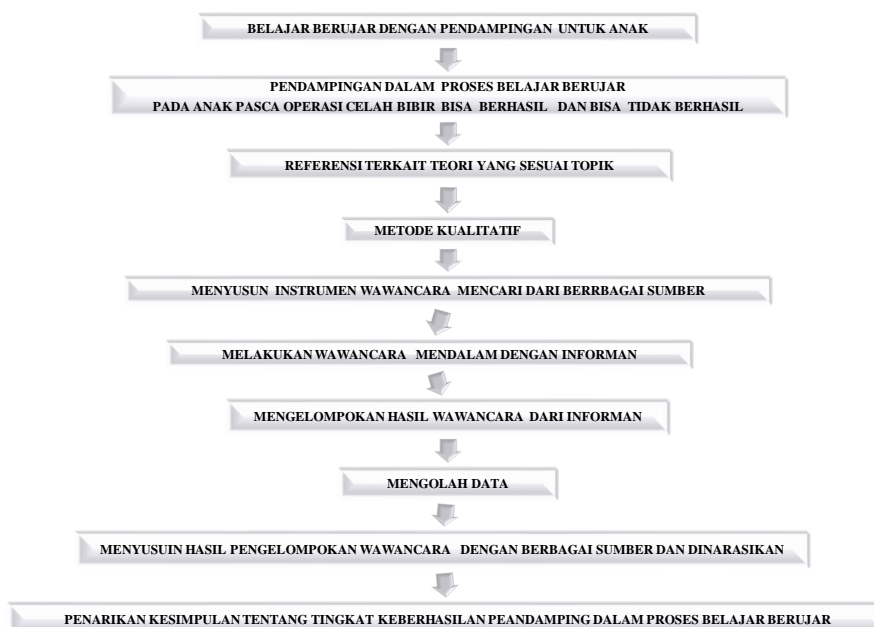 BELAJAR BERUJAR DENGAN PENDAMPINGAN UNTUK ANAK
PENDAMPINGAN DALAM PROSES BELAJAR BERUJAR
PADA ANAK PASCA OPERASI CELAH BIBIR BISA BERHASIL DAN BISA TIDAK BERHASIL
REFERENSI TERKAIT TEORI YANG SESUAI TOPIK
METODE KUALITATIF
MENYUSUN INSTRUMEN WAWANCARA MENCARI DARI BERRBAGAI SUMBER
MELAKUKAN WAWANCARA MENDALAM DENGAN INFORMAN
MENGELOMPOKAN HASIL WAWANCARA DARI INFORMAN
MENGOLAH DATA
MENYUSUIN HASIL PENGELOMPOKAN WAWANCARA DENGAN BERBAGAI SUMBER DAN DINARASIKAN
PENARIKAN KESIMPULAN TENTANG TINGKAT KEBERHASILAN PEANDAMPING DALAM PROSES BELAJAR BERUJAR